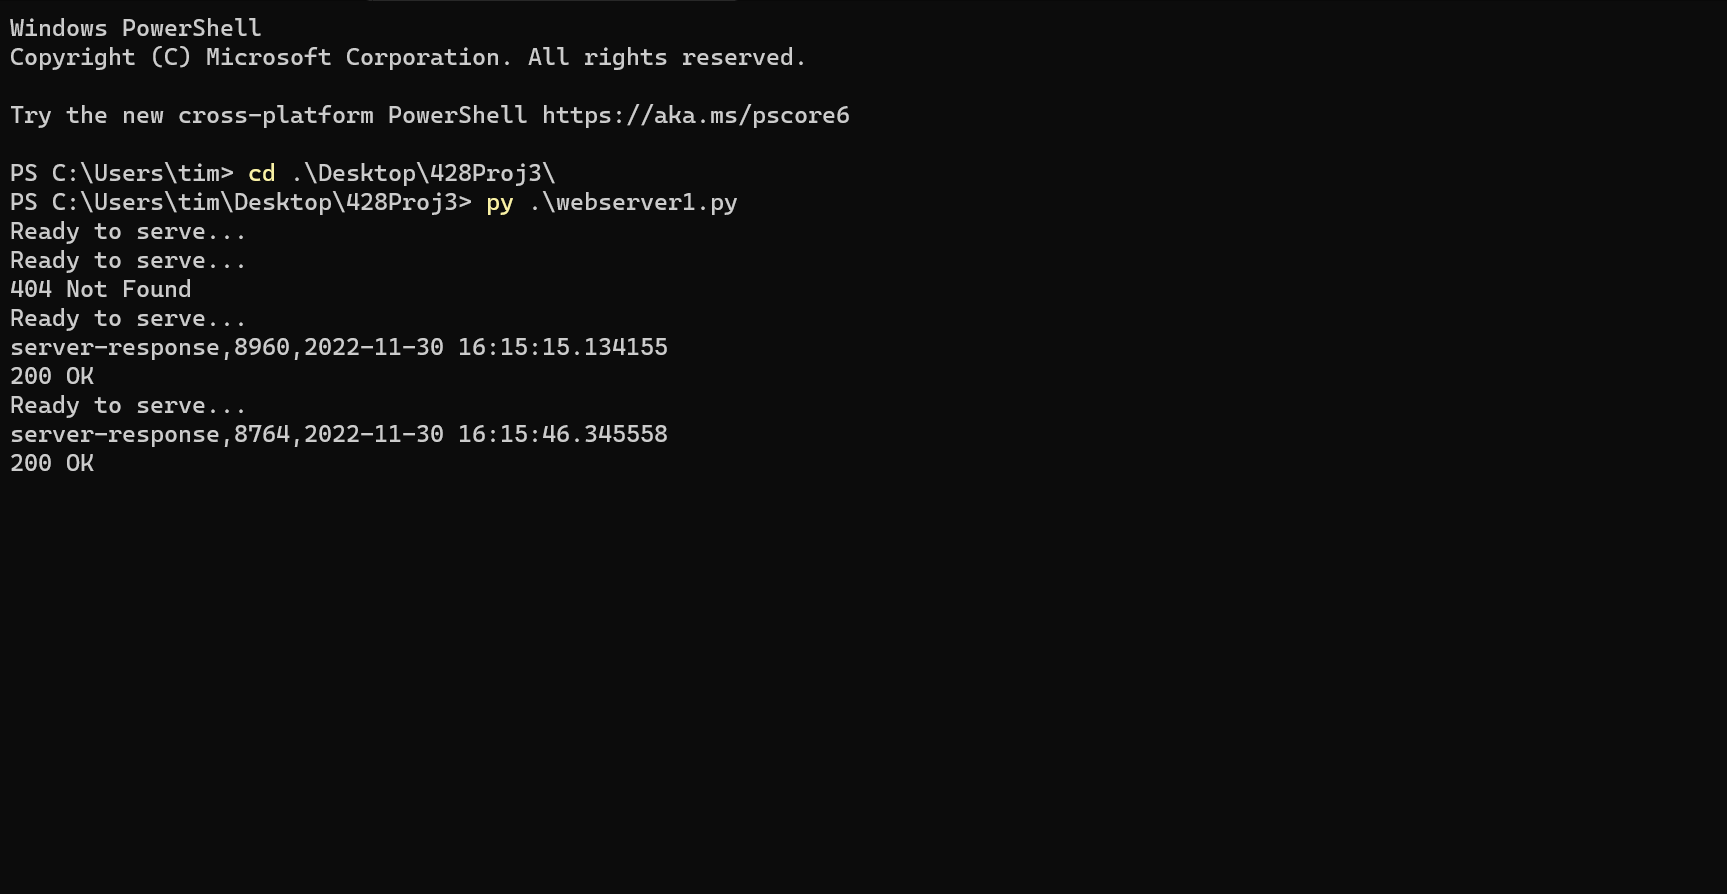 Windows PowerShell
Copyright (C) Microsoft Corporation. All rights reserved.
Try the new cross-platform PowerShell https://aka.ms/pscore6
PS C:\Users\tim> cd .\Desktop\428Proj3\
PS C:\Users\tim\Desktop\428Proj3> py .\webserver1.py
Ready to serve...
Ready to serve...
404 Not Found
Ready to serve...
server-response,8960,2022-11-30 16:15:15.134155
200 OK
Ready to serve...
server-response,8764,2022-11-30 16:15:46.345558
200 OK